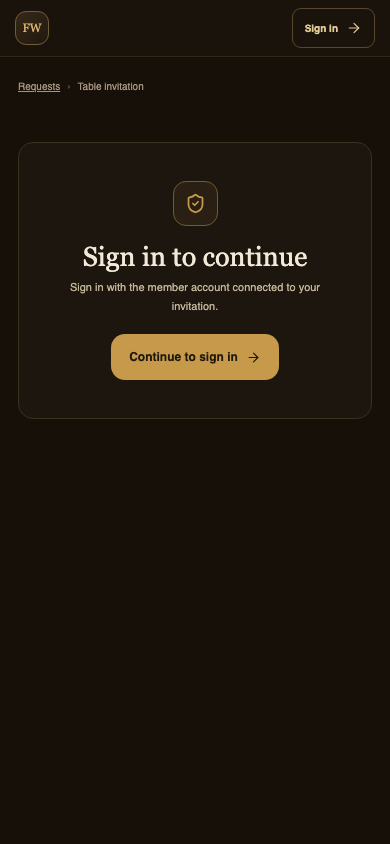 FW
Sign in
Requests › Table invitation
Sign in to continue
Sign in with the member account connected to your
invitation.
Continue to sign in